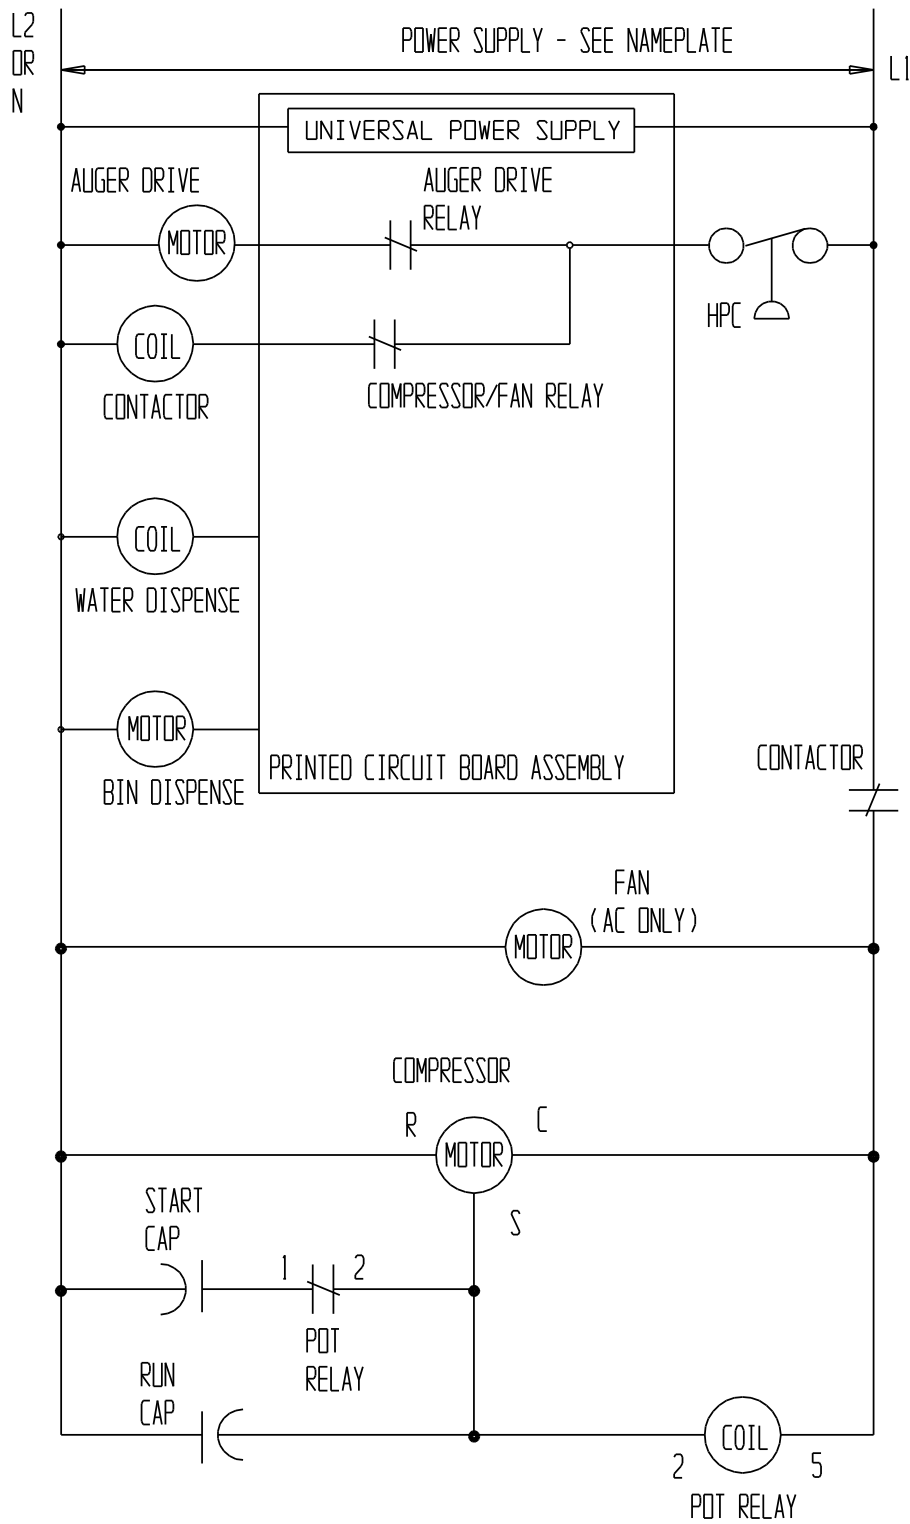 L2
OR
N
POWER SUPPLY - SEE NAMEPLATE
L1
UNIVERSAL POWER SUPPLY
AUGER DRIVE
MOTOR
AUGER DRIVE
RELAY
HPC
COIL
CONTACTOR
COMPRESSOR/FAN RELAY
COIL
WATER DISPENSE
MOTOR
BIN DISPENSE
PRINTED CIRCUIT BOARD ASSEMBLY
CONTACTOR
FAN
(AC ONLY)
MOTOR
COMPRESSOR
R
C
MOTOR
S
START
CAP
1
2
POT
RELAY
RUN
CAP
COIL
2
5
POT RELAY